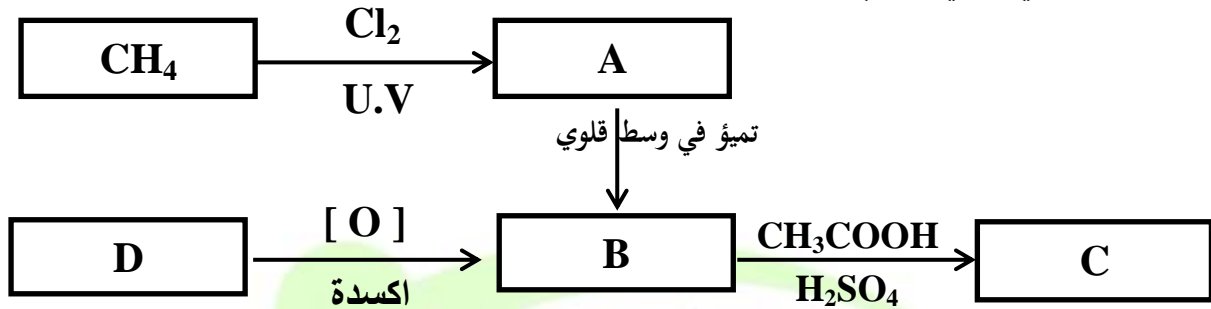 Cl₂
CH₄
A
U.V
تميؤ في وسط قلوي
[ O ]
D
B
CH₃COOH
C
اكسدة
H₂SO₄